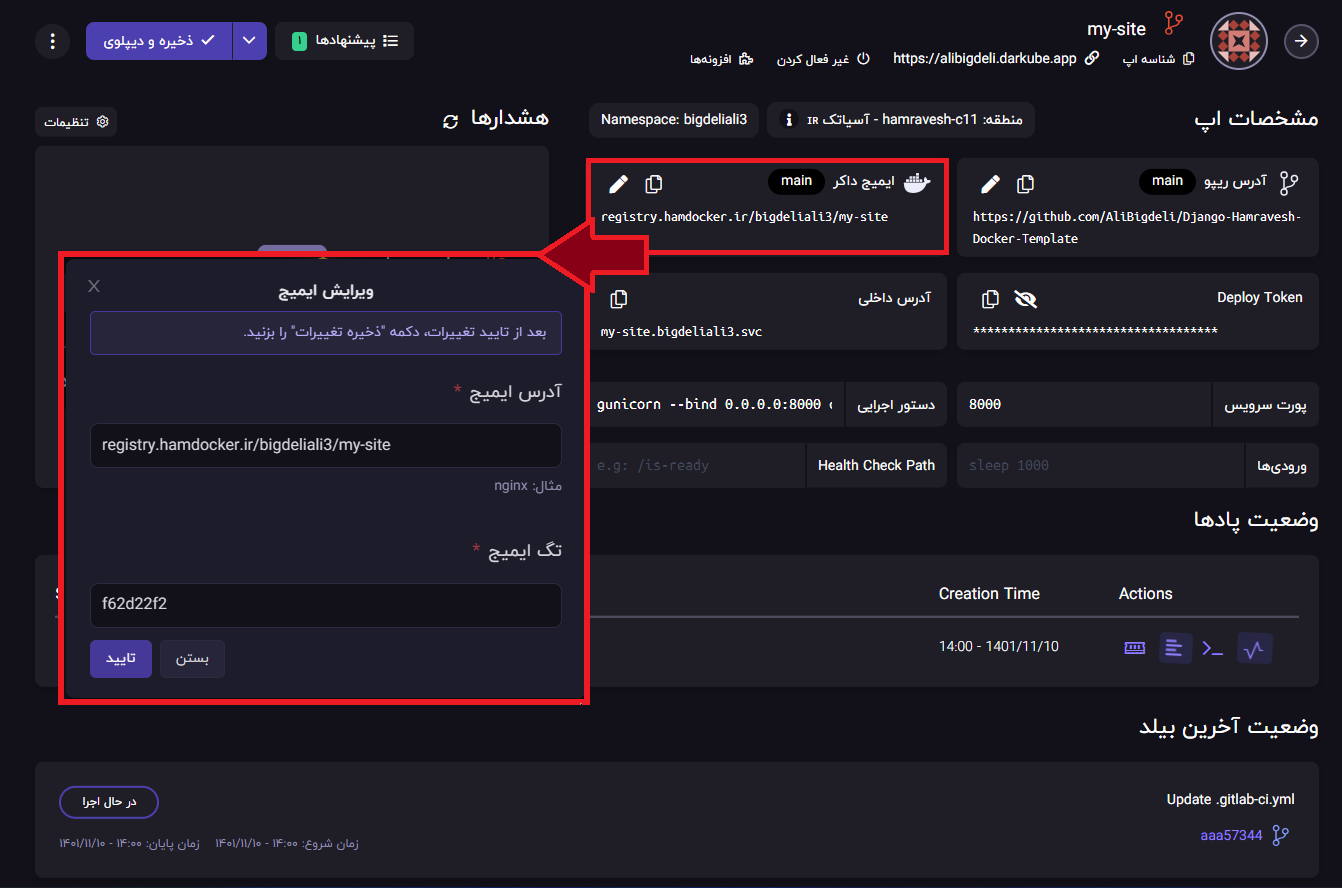 my-site
شناسه اپ
https://alibigdeli.darkube.app
غیر فعال کردن
افزونه‌ها
پیشنهادها ۱
ذخیره و دیپلوی
مشخصات اپ
منطقه: hamravesh-c11 - آسیاتک IR
Namespace: bigdeliali3
هشدارها
تنظیمات
آدرس ریپو main
https://github.com/AliBigdeli/Django-Hamravesh-
Docker-Template
ایمیج داکر main
registry.hamdocker.ir/bigdeliali3/my-site
Deploy Token
***********************************
آدرس داخلی
my-site.bigdeliali3.svc
پورت سرویس 8000
دستور اجرایی gunicorn --bind 0.0.0.0:8000
ورودی‌ها sleep 1000
Health Check Path e.g: /is-ready
ویرایش ایمیج
بعد از تایید تغییرات، دکمه "ذخیره تغییرات" را بزنید.
آدرس ایمیج *
registry.hamdocker.ir/bigdeliali3/my-site
مثال: nginx
تگ ایمیج *
f62d22f2
بستن
تایید
وضعیت پادها
Creation Time Actions
14:00 - 1401/11/10
وضعیت آخرین بیلد
Update .gitlab-ci.yml
aaa57344
در حال اجرا
زمان شروع: ۱۴:۰۰ - ۱۴۰۱/۱۱/۱۰ زمان پایان: ۱۴:۰۰ - ۱۴۰۱/۱۱/۱۰